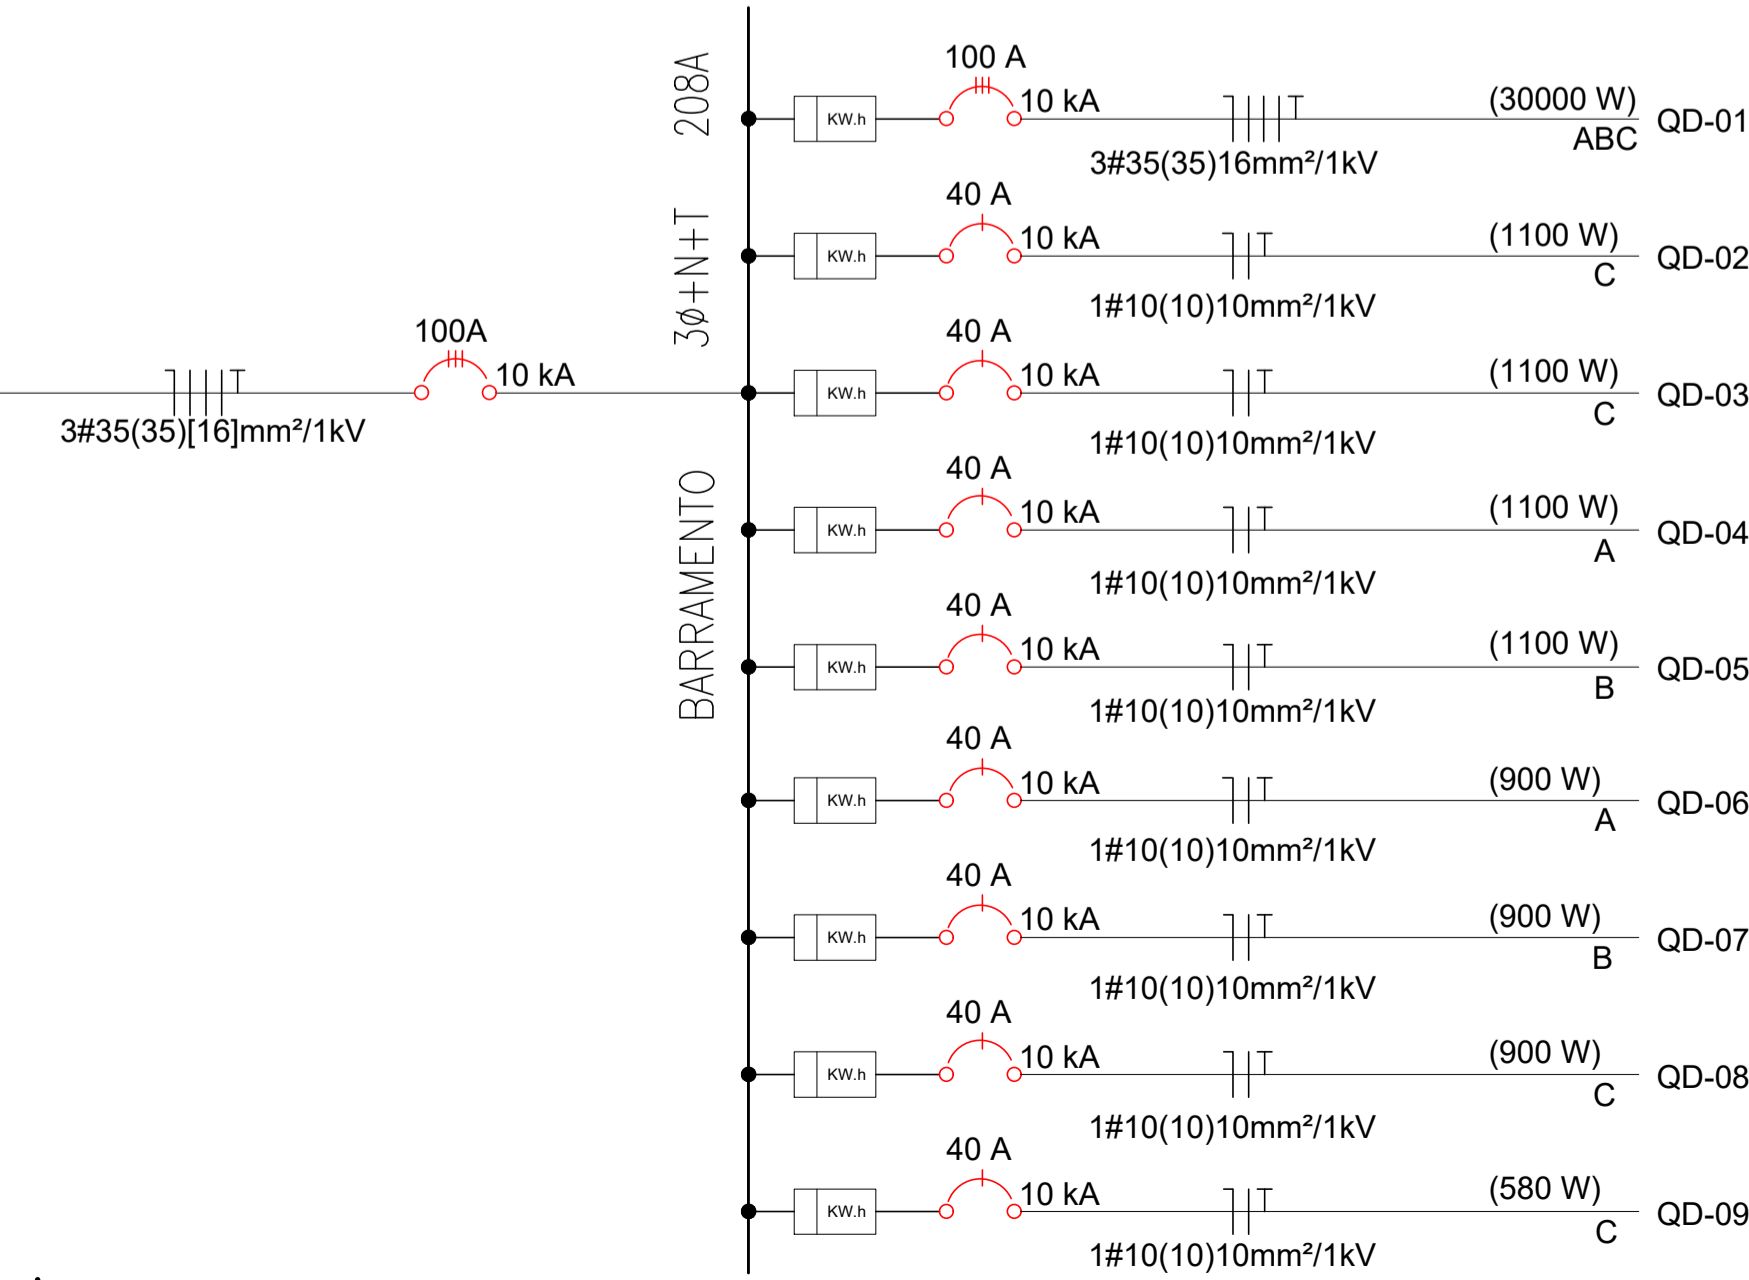 3#35(35)[16]mm²/1kV
100A
10 kA
BARRAMENTO 3ø+N+T 208A
KW.h
100 A
10 kA
3#35(35)16mm²/1kV
(30000 W)
ABC
QD-01
KW.h
40 A
10 kA
1#10(10)10mm²/1kV
(1100 W)
C
QD-02
KW.h
40 A
10 kA
1#10(10)10mm²/1kV
(1100 W)
C
QD-03
KW.h
40 A
10 kA
1#10(10)10mm²/1kV
(1100 W)
A
QD-04
KW.h
40 A
10 kA
1#10(10)10mm²/1kV
(1100 W)
B
QD-05
KW.h
40 A
10 kA
1#10(10)10mm²/1kV
(900 W)
A
QD-06
KW.h
40 A
10 kA
1#10(10)10mm²/1kV
(900 W)
B
QD-07
KW.h
40 A
10 kA
1#10(10)10mm²/1kV
(900 W)
C
QD-08
KW.h
40 A
10 kA
1#10(10)10mm²/1kV
(580 W)
C
QD-09